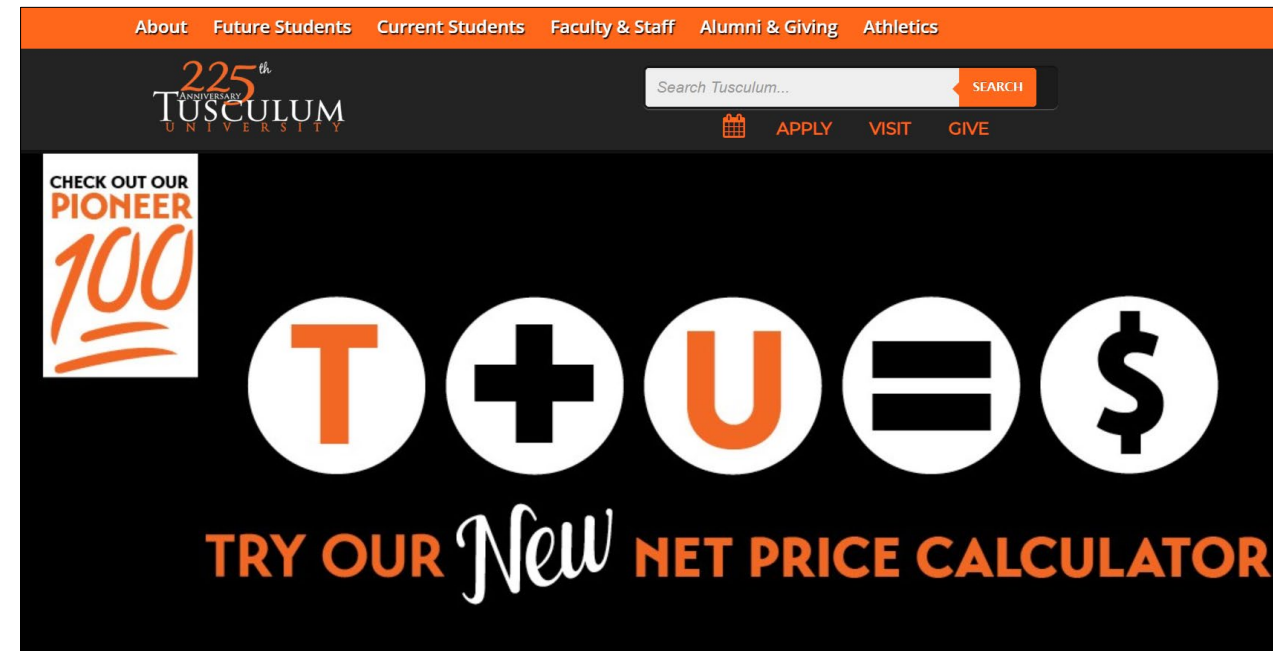 About Future Students Current Students Faculty & Staff Alumni & Giving Athletics
225th
ANNIVERSARY
TUSCULUM
UNIVERSITY
Search Tusculum... SEARCH
APPLY VISIT GIVE
CHECK OUT OUR
PIONEER
100
T + U = $
TRY OUR New NET PRICE CALCULATOR